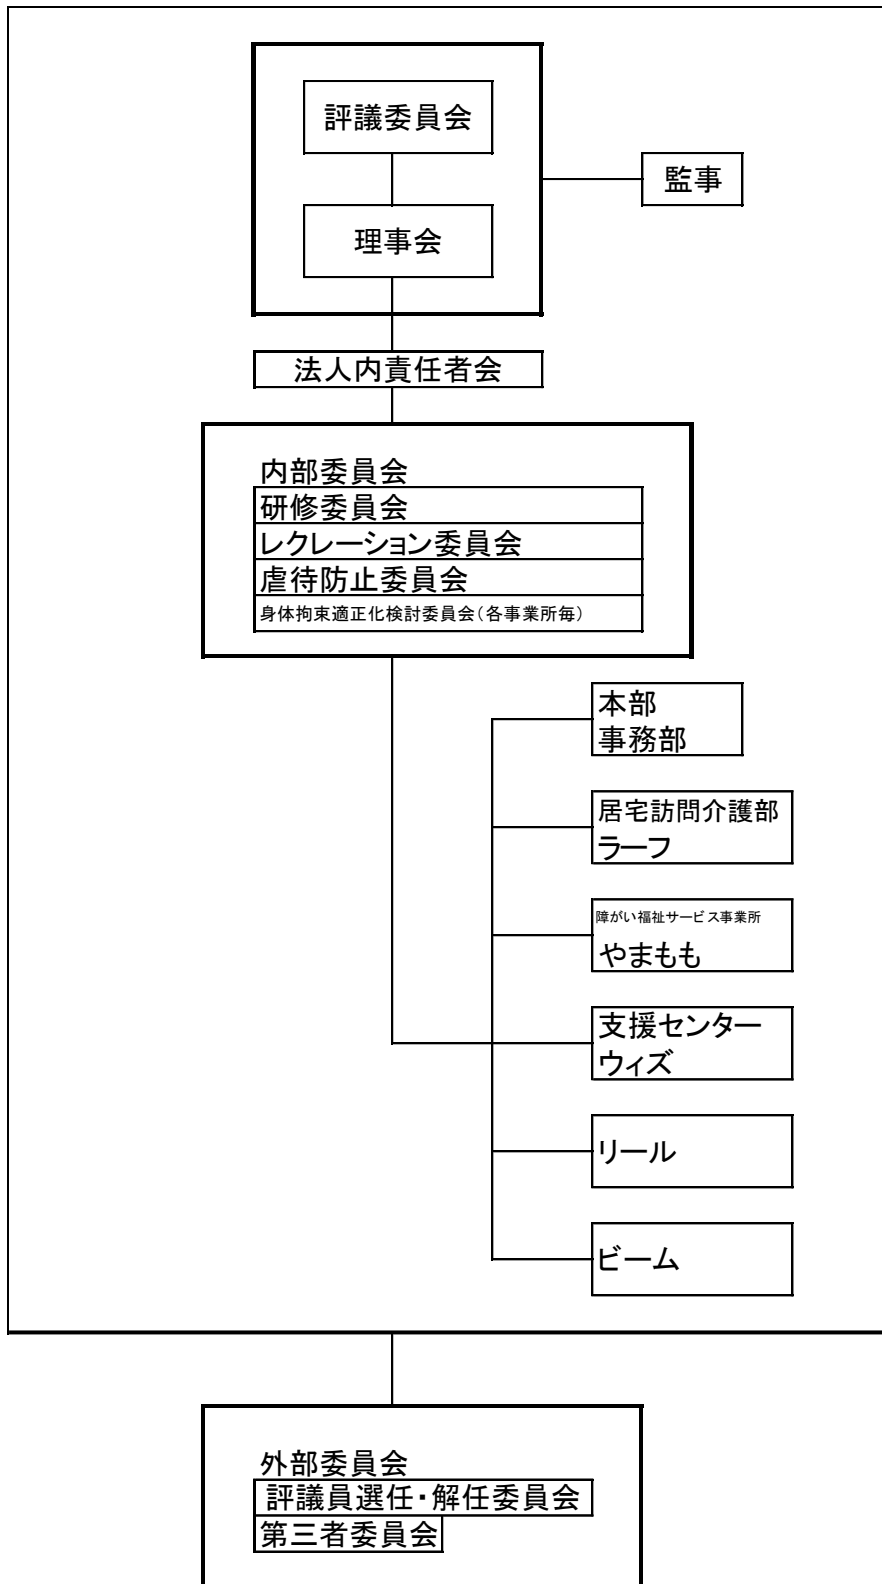 評議委員会
監事
理事会
法人内責任者会
内部委員会
研修委員会
レクレーション委員会
虐待防止委員会
身体拘束適正化検討委員会(各事業所毎)
本部
事務部
居宅訪問介護部
ラーフ
障がい福祉サービス事業所
やまもも
支援センター
ウィズ
リール
ビーム
外部委員会
評議員選任・解任委員会
第三者委員会